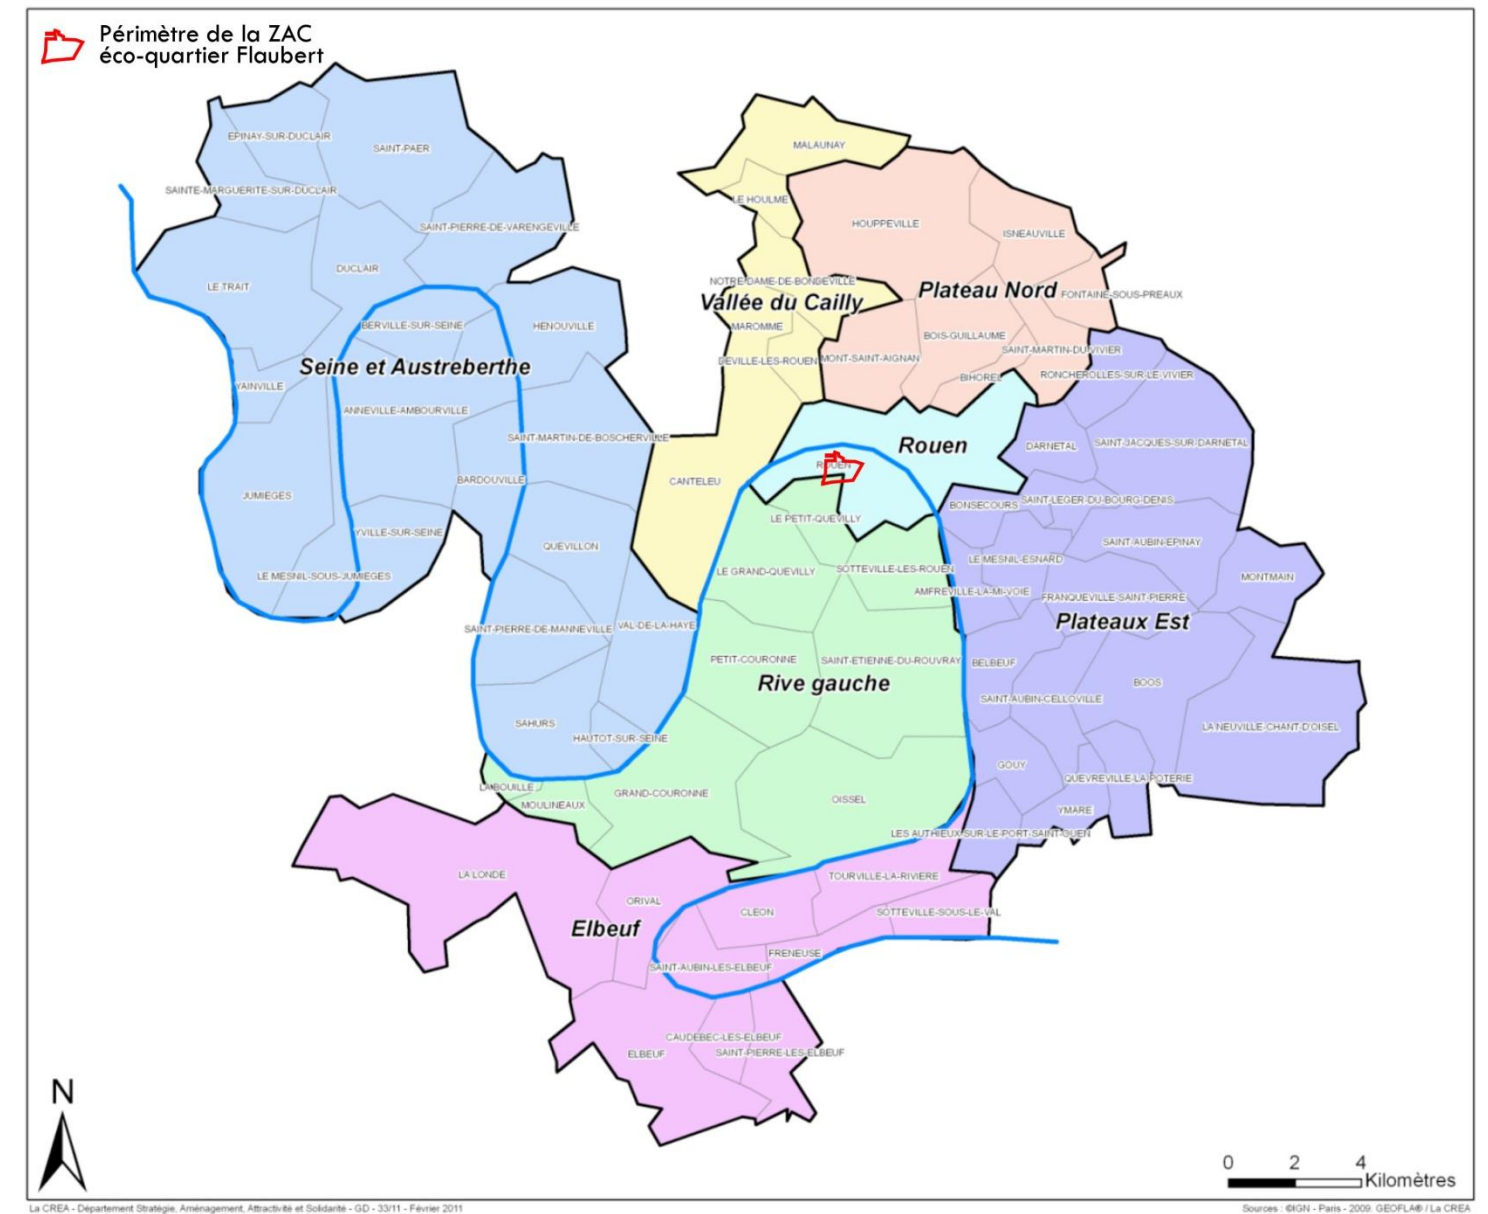 Périmètre de la ZAC
éco-quartier Flaubert
EPINAY-SUR-DUCLAIR
SAINT-PAER
MALAUNAY
SAINTE-MARGUERITE-SUR-DUCLAIR
LE HOULME
SAINT-PIERRE-DE-VARENGEVILLE
HOUPPEVILLE
ISNEAUVILLE
DUCLAIR
LE TRAIT
NOTRE-DAME-DE-BONDEVILLE
Vallée du Cailly
Plateau Nord
FONTAINE-SOUS-PREAUX
BERVILLE-SUR-SEINE
HENOUVILLE
MAROMME
BOIS-GUILLAUME
SAINT-MARTIN-DU-VIVIER
Seine et Austreberthe
DEVILLE-LES-ROUEN
MONT-SAINT-AIGNAN
BIHOREL
RONCHEROLLES-SUR-LE-VIVIER
YAINVILLE
ANNEVILLE-AMBOURVILLE
SAINT-MARTIN-DE-BOSCHERVILLE
Rouen
DARNETAL
SAINT-JACQUES-SUR-DARNETAL
ROUEN
BARDOUVILLE
CANTELEU
JUMIEGES
BONSECOURS
SAINT-LEGER-DU-BOURG-DENIS
LE PETIT-QUEVILLY
YVILLE-SUR-SEINE
QUEVILLON
SAINT-AUBIN-EPINAY
LE MESNIL-ESNARD
LE MESNIL-SOUS-JUMIEGES
LE GRAND-QUEVILLY
SOTTEVILLE-LES-ROUEN
MONTMAIN
AMFREVILLE-LA-MI-VOIE
FRANQUEVILLE-SAINT-PIERRE
Plateaux Est
SAINT-PIERRE-DE-MANNEVILLE
VAL-DE-LA-HAYE
PETIT-COURONNE
SAINT-ETIENNE-DU-ROUVRAY
BELBEUF
Rive gauche
BOOS
SAINT-AUBIN-CELLOVILLE
SAHURS
HAUTOT-SUR-SEINE
LA NEUVILLE-CHANT-D'OISEL
GOUY
QUEVREVILLE-LA-POTERIE
LA BOUILLE
MOULINEAUX
GRAND-COURONNE
OISSEL
YMARE
LES AUTHIEUX-SUR-LE-PORT-SAINT-OUEN
LA LONDE
TOURVILLE-LA-RIVIERE
ORIVAL
CLEON
SOTTEVILLE-SOUS-LE-VAL
Elbeuf
FRENEUSE
SAINT-AUBIN-LES-ELBEUF
CAUDEBEC-LES-ELBEUF
ELBEUF
SAINT-PIERRE-LES-ELBEUF
N
0 2 4
Kilomètres
La CREA - Département Stratégie, Aménagement, Attractivité et Solidarité - GD - 33/11 - Février 2011
Sources : ©IGN - Paris - 2009. GEOFLA® / La CREA